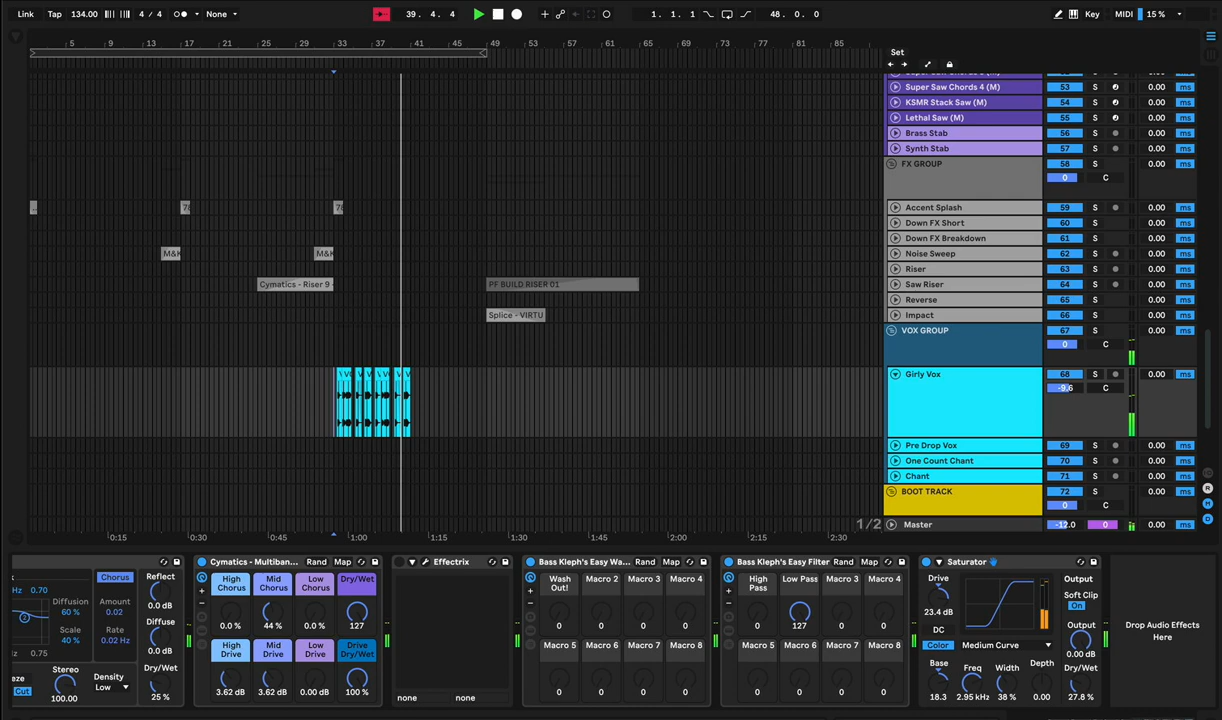 Link Tap 134.00 4 / 4 None 39. 4. 4 1. 1. 1 48. 0. 0 Key MIDI 15 %
5 9 13 17 21 25 29 33 37 41 45 49 53 57 61 65 69 73 77 81 85
Set
Super Saw Chords 4 (M) 53 S 0.00 ms
KSMR Stack Saw (M) 54 S 0.00 ms
Lethal Saw (M) 55 S 0.00 ms
Brass Stab 56 S 0.00 ms
Synth Stab 57 S 0.00 ms
FX GROUP 58 S 0.00 ms
0 C
Accent Splash 59 S 0.00 ms
Down FX Short 60 S 0.00 ms
Down FX Breakdown 61 S 0.00 ms
M&K M&K Noise Sweep 62 S 0.00 ms
Riser 63 S 0.00 ms
Cymatics - Riser 9 - PF BUILD RISER 01 Saw Riser 64 S 0.00 ms
Reverse 65 S 0.00 ms
Splice - VIRTU Impact 66 S 0.00 ms
VOX GROUP 67 S 0.00 ms
0 C
Girly Vox 68 S 0.00 ms
-9.6 C
Pre Drop Vox 69 S 0.00 ms
One Count Chant 70 S 0.00 ms
Chant 71 S 0.00 ms
BOOT TRACK 72 S 0.00 ms
0 C
1/2 Master -12.0 0 0.00 ms
0:15 0:30 0:45 1:00 1:15 1:30 1:45 2:00 2:15 2:30
Cymatics - Multiban... Rand Map Effectrix Bass Kleph's Easy Wa... Rand Map Bass Kleph's Easy Filter Rand Map Saturator
Hz 0.70
Diffusion
60 %
Scale
40 %
0.75
Chorus
Amount
0.02
Rate
0.02 Hz
Reflect
0.0 dB
Diffuse
0.0 dB
Dry/Wet
25 %
Cut
Stereo
100.00
Density
Low
High Chorus Mid Chorus Low Chorus Dry/Wet
0.0 % 44 % 0.0 % 127
High Drive Mid Drive Low Drive Drive Dry/Wet
3.62 dB 3.62 dB 0.00 dB 100 %
none none
Wash Out! Macro 2 Macro 3 Macro 4
0 0 0 0
Macro 5 Macro 6 Macro 7 Macro 8
0 0 0 0
High Pass Low Pass Macro 3 Macro 4
0 127 0 0
Macro 5 Macro 6 Macro 7 Macro 8
0 0 0 0
Drive
23.4 dB
DC
Color
Medium Curve
Base Freq Width Depth
18.3 2.95 kHz 38 % 0.00
Output
Soft Clip
On
Output
0.00 dB
Dry/Wet
27.8 %
Drop Audio Effects
Here